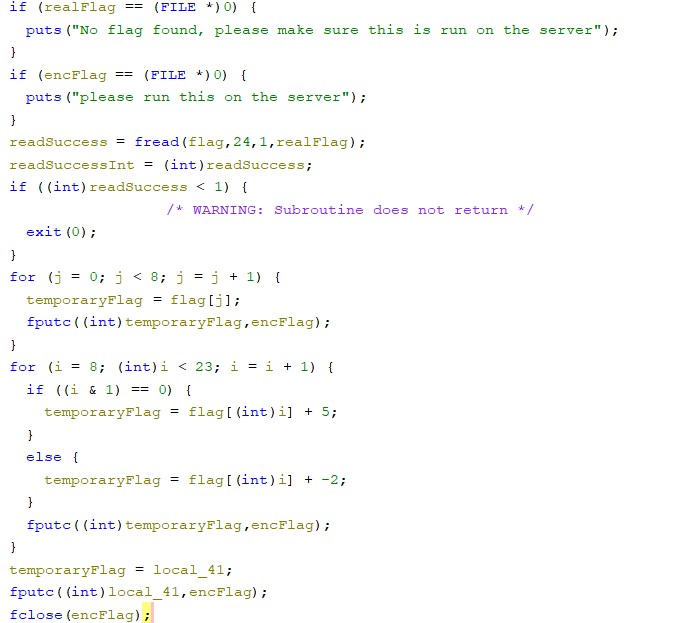 if (realFlag == (FILE *)0) {
puts("No flag found, please make sure this is run on the server");
}
if (encFlag == (FILE *)0) {
puts("please run this on the server");
}
readSuccess = fread(flag,24,1,realFlag);
readSuccessInt = (int)readSuccess;
if ((int)readSuccess < 1) {
/* WARNING: Subroutine does not return */
exit(0);
}
for (j = 0; j < 8; j = j + 1) {
temporaryFlag = flag[j];
fputc((int)temporaryFlag,encFlag);
}
for (i = 8; (int)i < 23; i = i + 1) {
if ((i & 1) == 0) {
temporaryFlag = flag[(int)i] + 5;
}
else {
temporaryFlag = flag[(int)i] + -2;
}
fputc((int)temporaryFlag,encFlag);
}
temporaryFlag = local_41;
fputc((int)local_41,encFlag);
fclose(encFlag);